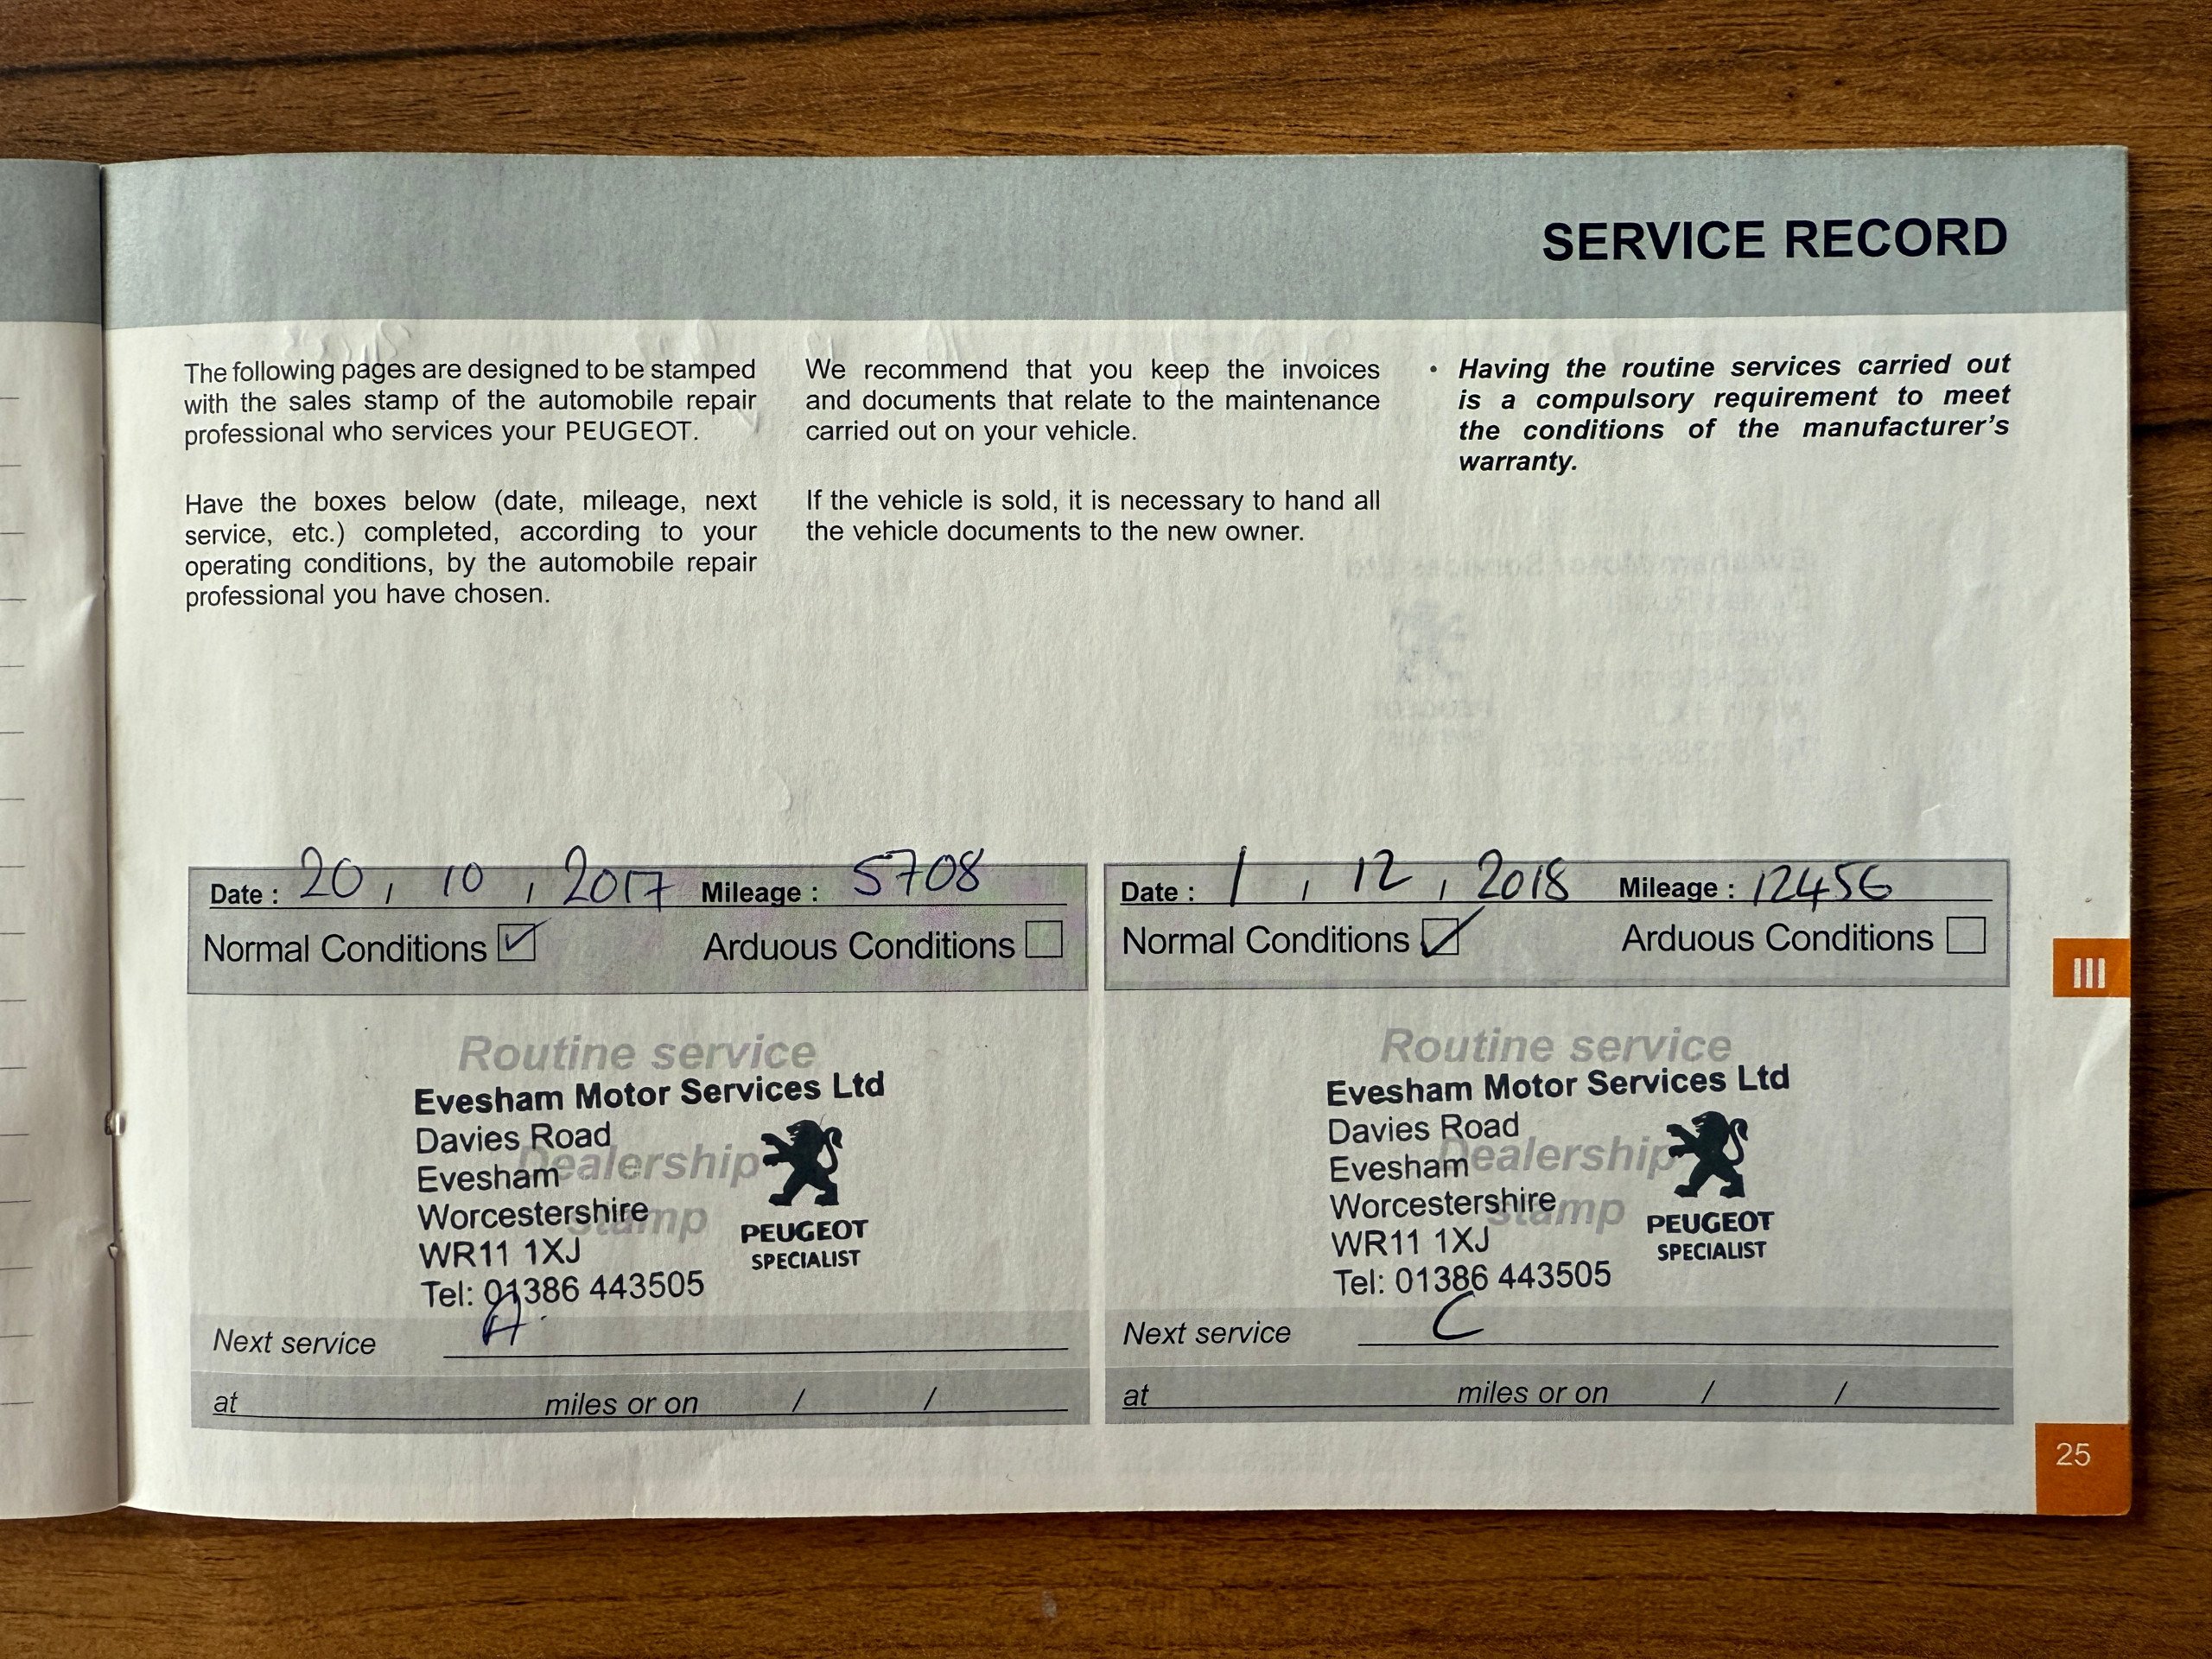 SERVICE RECORD
The following pages are designed to be stamped
with the sales stamp of the automobile repair
professional who services your PEUGEOT.
Have the boxes below (date, mileage, next
service, etc.) completed, according to your
operating conditions, by the automobile repair
professional you have chosen.
We recommend that you keep the invoices
and documents that relate to the maintenance
carried out on your vehicle.
If the vehicle is sold, it is necessary to hand all
the vehicle documents to the new owner.
• Having the routine services carried out
is a compulsory requirement to meet
the conditions of the manufacturer's
warranty.
Date : 20 / 10 / 2017 Mileage : 5708
Normal Conditions Arduous Conditions
Routine service
Dealership
stamp
Evesham Motor Services Ltd
Davies Road
Evesham
Worcestershire
WR11 1XJ
Tel: 01386 443505
PEUGEOT
SPECIALIST
Next service A
at miles or on / /
Date : 1 / 12 / 2018 Mileage : 12456
Normal Conditions Arduous Conditions
Routine service
Dealership
stamp
Evesham Motor Services Ltd
Davies Road
Evesham
Worcestershire
WR11 1XJ
Tel: 01386 443505
PEUGEOT
SPECIALIST
Next service C
at miles or on / /
III
25